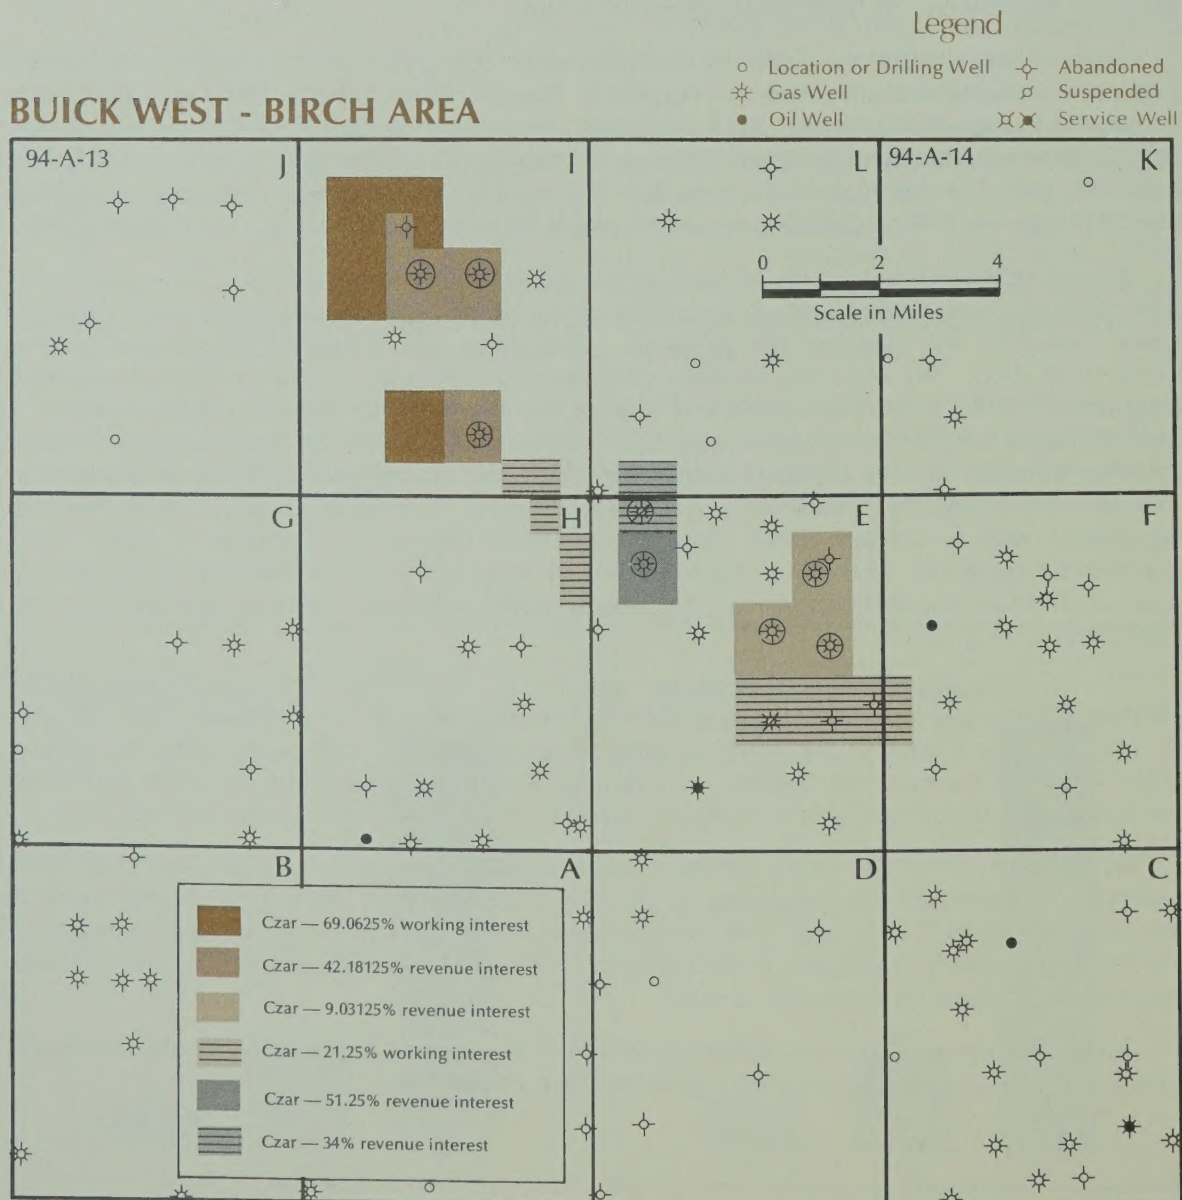 Legend
Location or Drilling Well
Abandoned
Gas Well
Suspended
Oil Well
Service Well
BUICK WEST - BIRCH AREA
94-A-13 J I L 94-A-14 K
0 2 4
Scale in Miles
G H E F
B A D C
Czar — 69.0625% working interest
Czar — 42.18125% revenue interest
Czar — 9.03125% revenue interest
Czar — 21.25% working interest
Czar — 51.25% revenue interest
Czar — 34% revenue interest